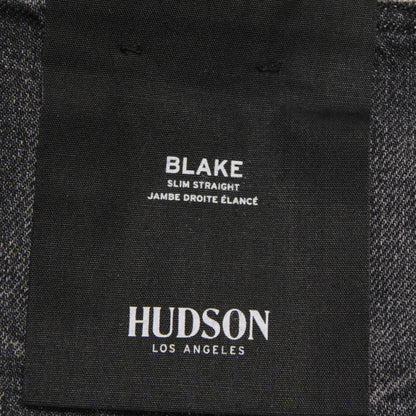 BLAKE
SLIM STRAIGHT
JAMBE DROITE ÉLANCÉ
HUDSON
LOS ANGELES